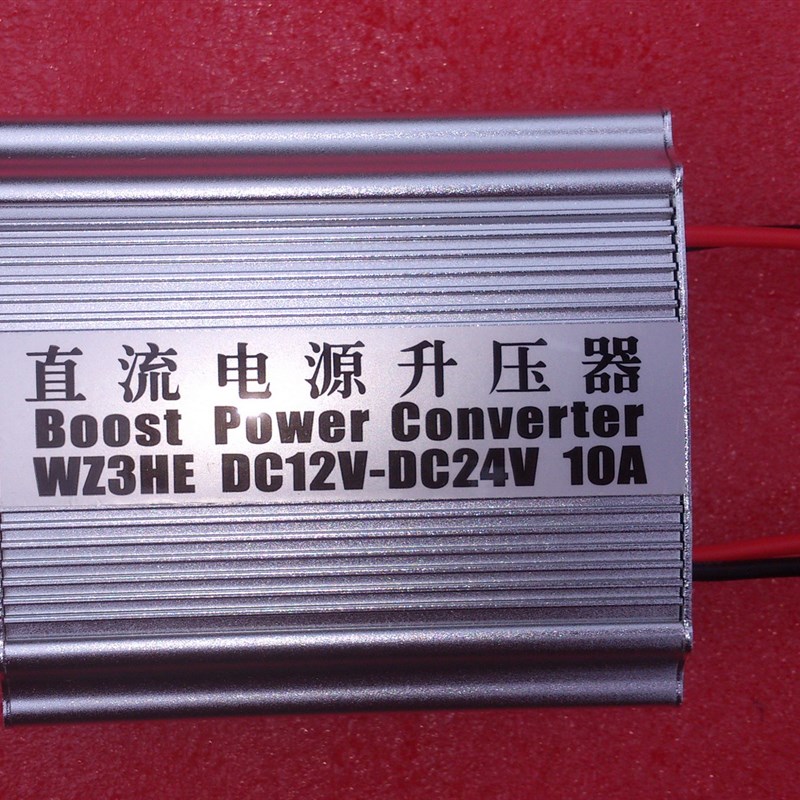 直流电源升压器
Boost Power Converter
WZ3HE DC12V-DC24V 10A